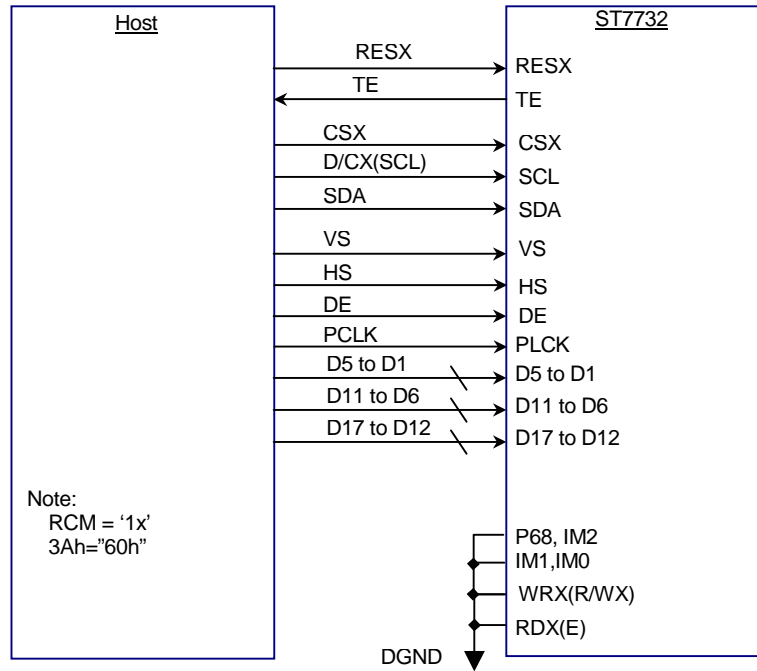 Host
ST7732
RESX
RESX
TE
TE
CSX
CSX
D/CX(SCL)
SCL
SDA
SDA
VS
VS
HS
HS
DE
DE
PCLK
PLCK
D5 to D1
D5 to D1
D11 to D6
D11 to D6
D17 to D12
D17 to D12
Note:
RCM = ‘1x’
3Ah=”60h”
P68, IM2
IM1,IM0
WRX(R/WX)
RDX(E)
DGND